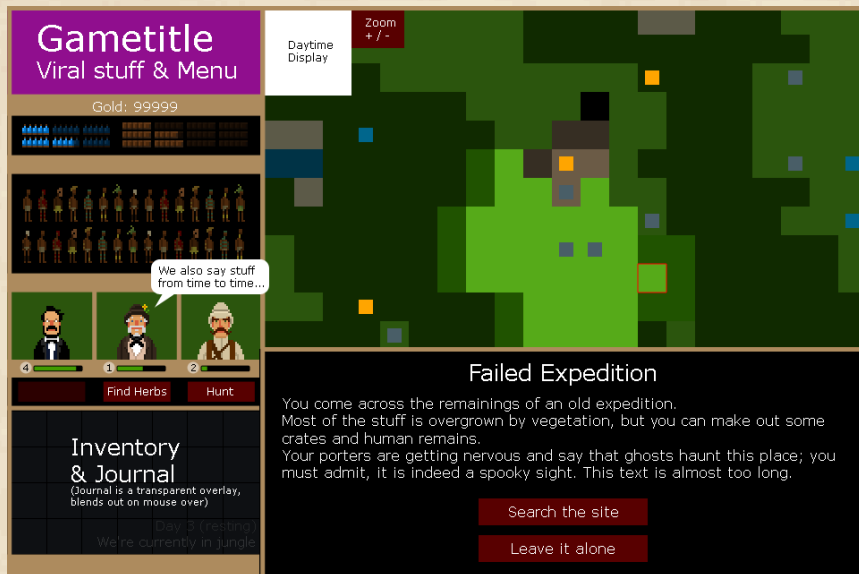 Gametitle
Viral stuff & Menu
Gold: 99999
We also say stuff
from time to time...
4
1
2
Find Herbs
Hunt
Inventory
& Journal
(Journal is a transparent overlay,
blends out on mouse over)
Day 3 (resting)
We're currently in jungle
Daytime
Display
Zoom
+ / -
Failed Expedition
You come across the remainings of an old expedition.
Most of the stuff is overgrown by vegetation, but you can make out some
crates and human remains.
Your porters are getting nervous and say that ghosts haunt this place; you
must admit, it is indeed a spooky sight. This text is almost too long.
Search the site
Leave it alone